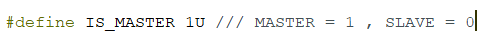 #define IS_MASTER 1U /// MASTER = 1 , SLAVE = 0